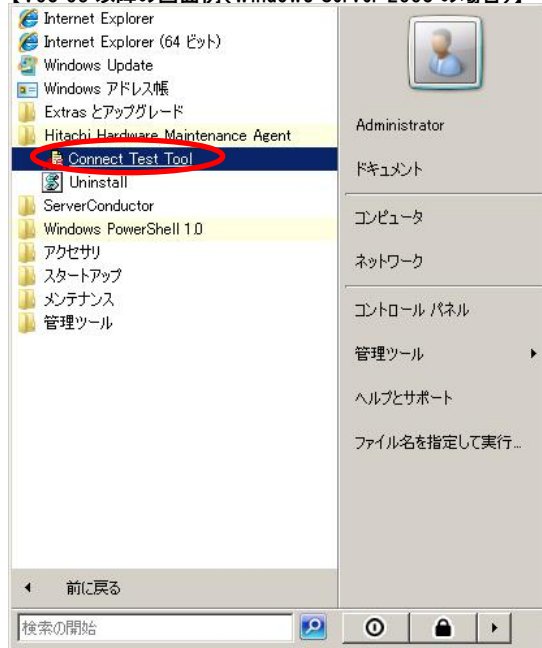 Internet Explorer
Internet Explorer (64 ビット)
Windows Update
Windows アドレス帳
Extras とアップグレード
Hitachi Hardware Maintenance Agent
Connect Test Tool
Uninstall
ServerConductor
Windows PowerShell 1.0
アクセサリ
スタートアップ
メンテナンス
管理ツール
前に戻る
検索の開始
Administrator
ドキュメント
コンピュータ
ネットワーク
コントロール パネル
管理ツール
ヘルプとサポート
ファイル名を指定して実行...